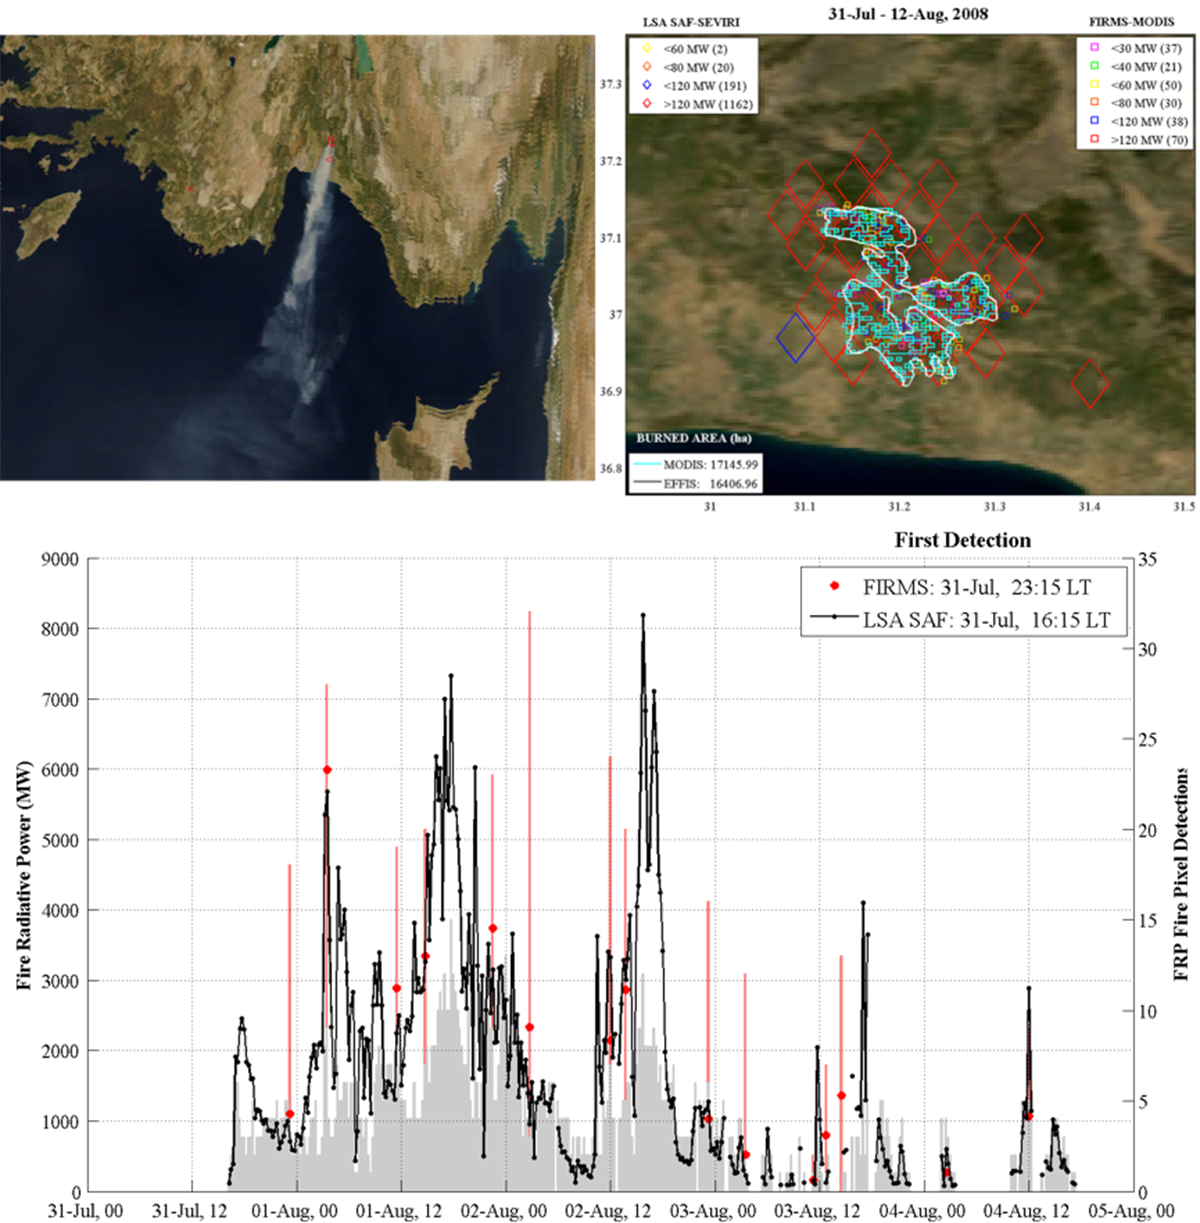 31-Jul - 12-Aug, 2008
LSA SAF-SEVIRI
<60 MW (2)
<80 MW (20)
<120 MW (191)
>120 MW (1162)
FIRMS-MODIS
<30 MW (37)
<40 MW (21)
<60 MW (50)
<80 MW (30)
<120 MW (38)
>120 MW (70)
37.3
37.2
37.1
37
36.9
36.8
BURNED AREA (ha)
MODIS: 17145.99
EFFIS: 16406.96
31 31.1 31.2 31.3 31.4 31.5
First Detection
FIRMS: 31-Jul, 23:15 LT
LSA SAF: 31-Jul, 16:15 LT
Fire Radiative Power (MW)
9000
8000
7000
6000
5000
4000
3000
2000
1000
0
35
30
25
20
15
10
5
0
FRP Fire Pixel Detections
31-Jul, 00 31-Jul, 12 01-Aug, 00 01-Aug, 12 02-Aug, 00 02-Aug, 12 03-Aug, 00 03-Aug, 12 04-Aug, 00 04-Aug, 12 05-Aug, 00